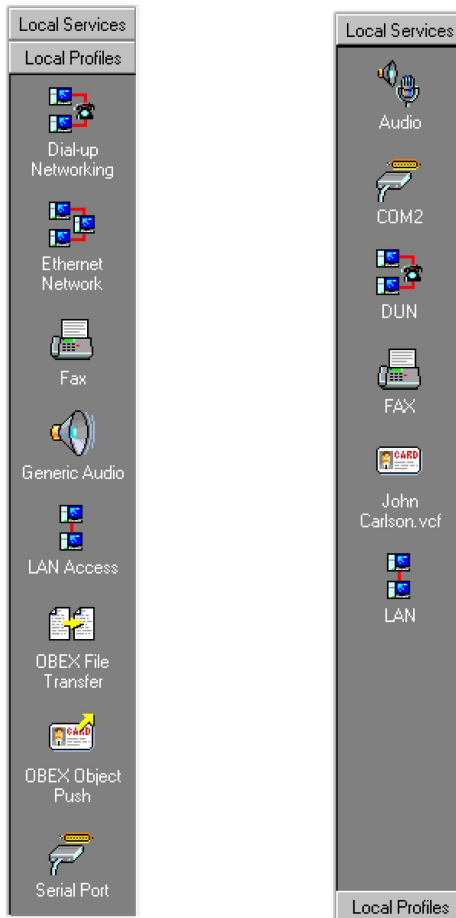 Local Services
Local Profiles
Dial-up
Networking
Ethernet
Network
Fax
Generic Audio
LAN Access
OBEX File
Transfer
CARD
OBEX Object
Push
Serial Port
Local Services
Audio
COM2
DUN
FAX
CARD
John
Carlson.vcf
LAN
Local Profiles